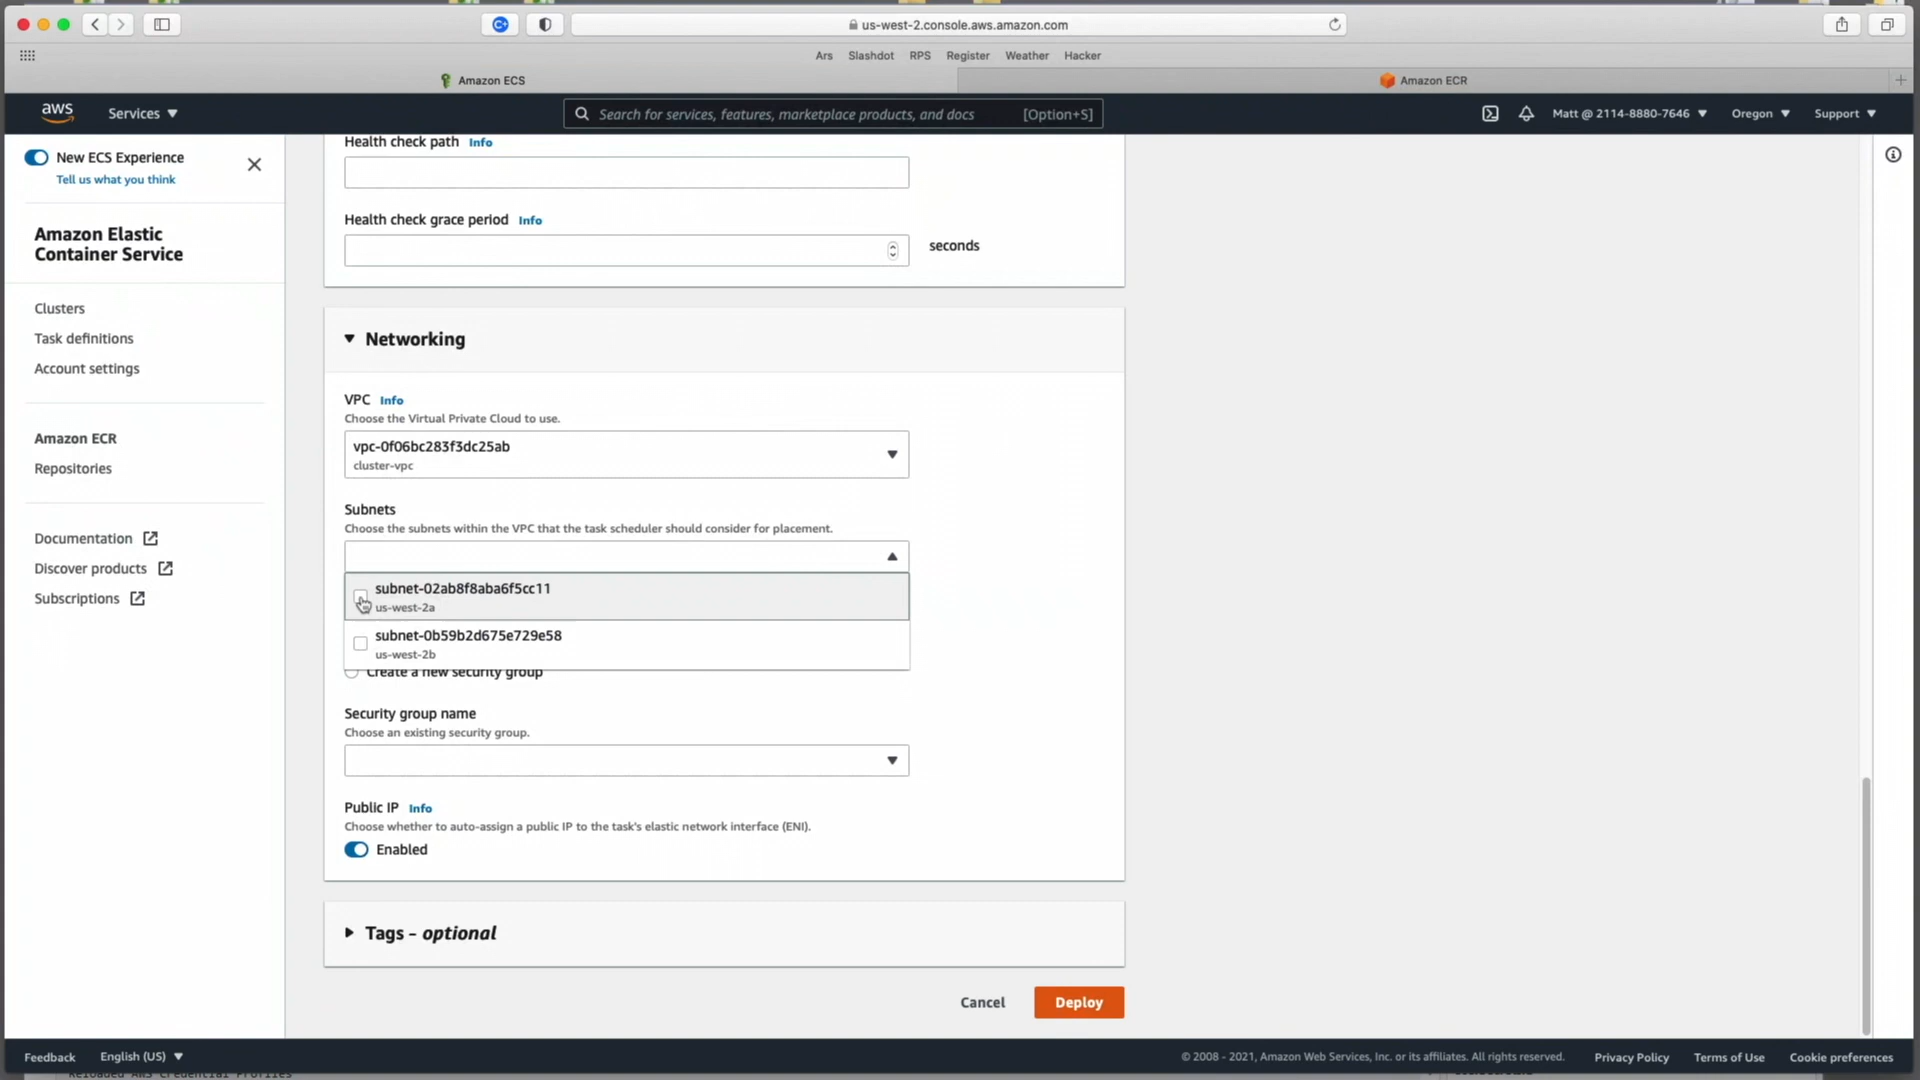 us-west-2.console.aws.amazon.com
Ars Slashdot RPS Register Weather Hacker
Amazon ECS
Amazon ECR
aws
Services
Search for services, features, marketplace products, and docs [Option+S]
Matt @ 2114-8880-7646
Oregon
Support
New ECS Experience
Tell us what you think
Amazon Elastic
Container Service
Clusters
Task definitions
Account settings
Amazon ECR
Repositories
Documentation
Discover products
Subscriptions
Health check path Info
Health check grace period Info
seconds
Networking
VPC Info
Choose the Virtual Private Cloud to use.
vpc-0f06bc283f3dc25ab
cluster-vpc
Subnets
Choose the subnets within the VPC that the task scheduler should consider for placement.
subnet-02ab8f8aba6f5cc11
us-west-2a
subnet-0b59b2d675e729e58
us-west-2b
Create a new security group
Security group name
Choose an existing security group.
Public IP Info
Choose whether to auto-assign a public IP to the task's elastic network interface (ENI).
Enabled
Tags - optional
Cancel
Deploy
Feedback English (US)
© 2008 - 2021, Amazon Web Services, Inc. or its affiliates. All rights reserved. Privacy Policy Terms of Use Cookie preferences
Reloaded AWS Credential Profiles